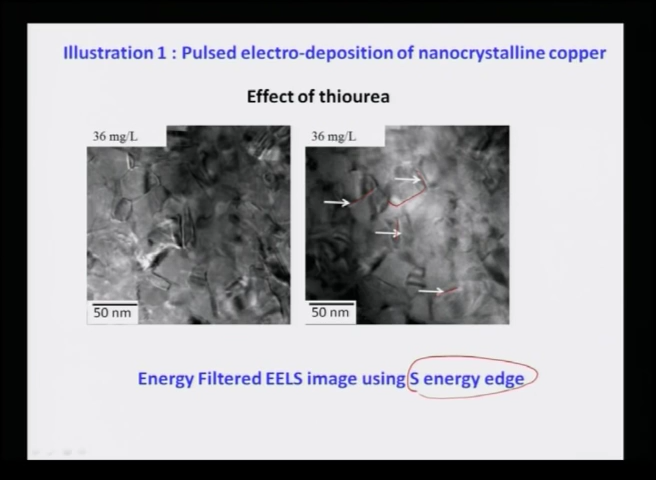 Illustration 1 : Pulsed electro-deposition of nanocrystalline copper
Effect of thiourea
36 mg/L
36 mg/L
50 nm
50 nm
Energy Filtered EELS image using S energy edge